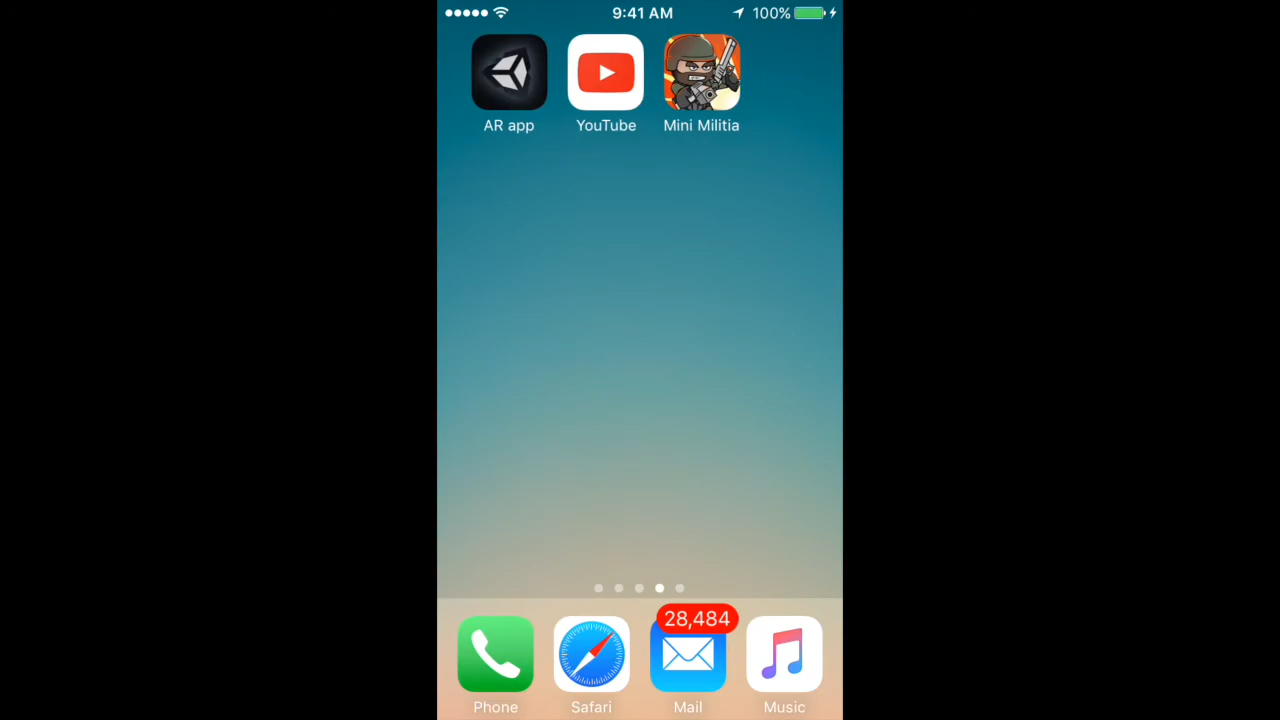 9:41 AM
100%
AR app
YouTube
Mini Militia
28,484
Phone
Safari
Mail
Music